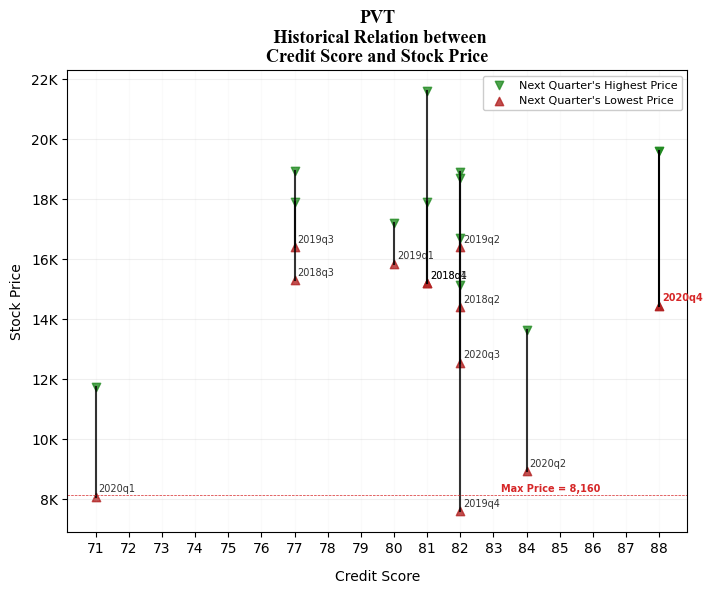 PVT
Historical Relation between
Credit Score and Stock Price
Next Quarter's Highest Price
Next Quarter's Lowest Price
22K
20K
18K
16K
14K
12K
10K
8K
Stock Price
2019q3
2018q3
2019q1
2018q4
2019q2
2018q2
2020q3
2020q4
2020q2
Max Price = 8,160
2020q1
2019q4
71 72 73 74 75 76 77 78 79 80 81 82 83 84 85 86 87 88
Credit Score